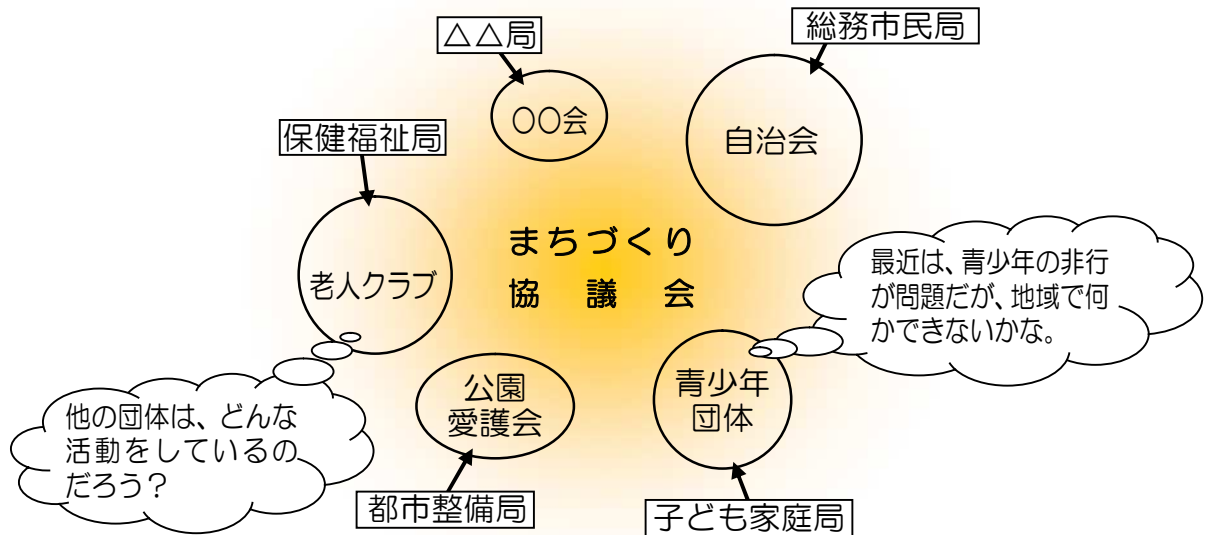 △△局
総務市民局
〇〇会
自治会
保健福祉局
老人クラブ
まちづくり
協議会
最近は、青少年の非行
が問題だが、地域で何
かできないかな。
公園
愛護会
青少年
団体
他の団体は、どんな
活動をしているの
だろう？
都市整備局
子ども家庭局